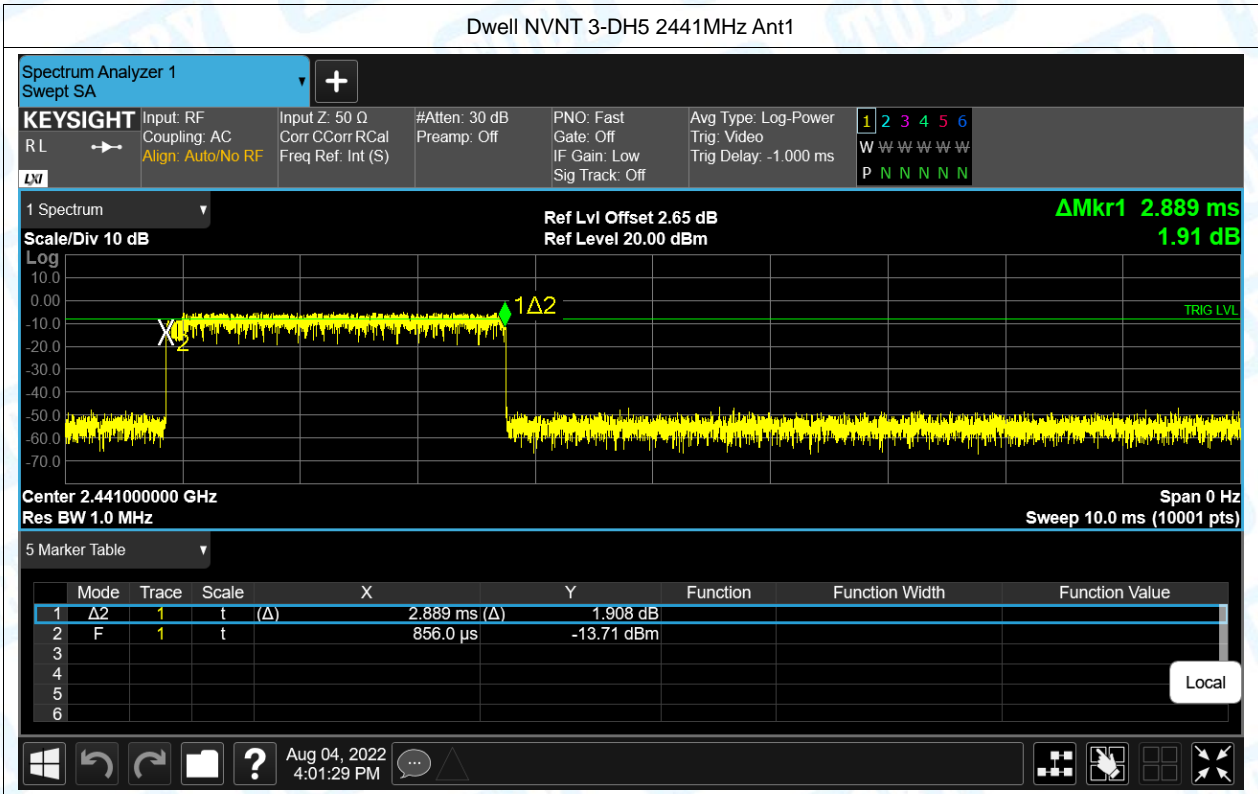 Dwell NVNT 3-DH5 2441MHz Ant1
Spectrum Analyzer 1
Swept SA
KEYSIGHT
R L
LXI
Input: RF
Coupling: AC
Align: Auto/No RF
Input Z: 50 Ω
Corr CCorr RCal
Freq Ref: Int (S)
#Atten: 30 dB
Preamp: Off
PNO: Fast
Gate: Off
IF Gain: Low
Sig Track: Off
Avg Type: Log-Power
Trig: Video
Trig Delay: -1.000 ms
1 2 3 4 5 6
W W W W W W
P N N N N N
1 Spectrum
Scale/Div 10 dB
Ref Lvl Offset 2.65 dB
Ref Level 20.00 dBm
ΔMkr1 2.889 ms
1.91 dB
Log
10.0
0.00
-10.0
-20.0
-30.0
-40.0
-50.0
-60.0
-70.0
1Δ2
2
TRIG LVL
Center 2.441000000 GHz
Span 0 Hz
Res BW 1.0 MHz
Sweep 10.0 ms (10001 pts)
5 Marker Table
Mode Trace Scale X Y Function Function Width Function Value
1 Δ2 1 t (Δ) 2.889 ms (Δ) 1.908 dB
2 F 1 t 856.0 µs -13.71 dBm
3
4
5
6
Local
?
Aug 04, 2022
4:01:29 PM